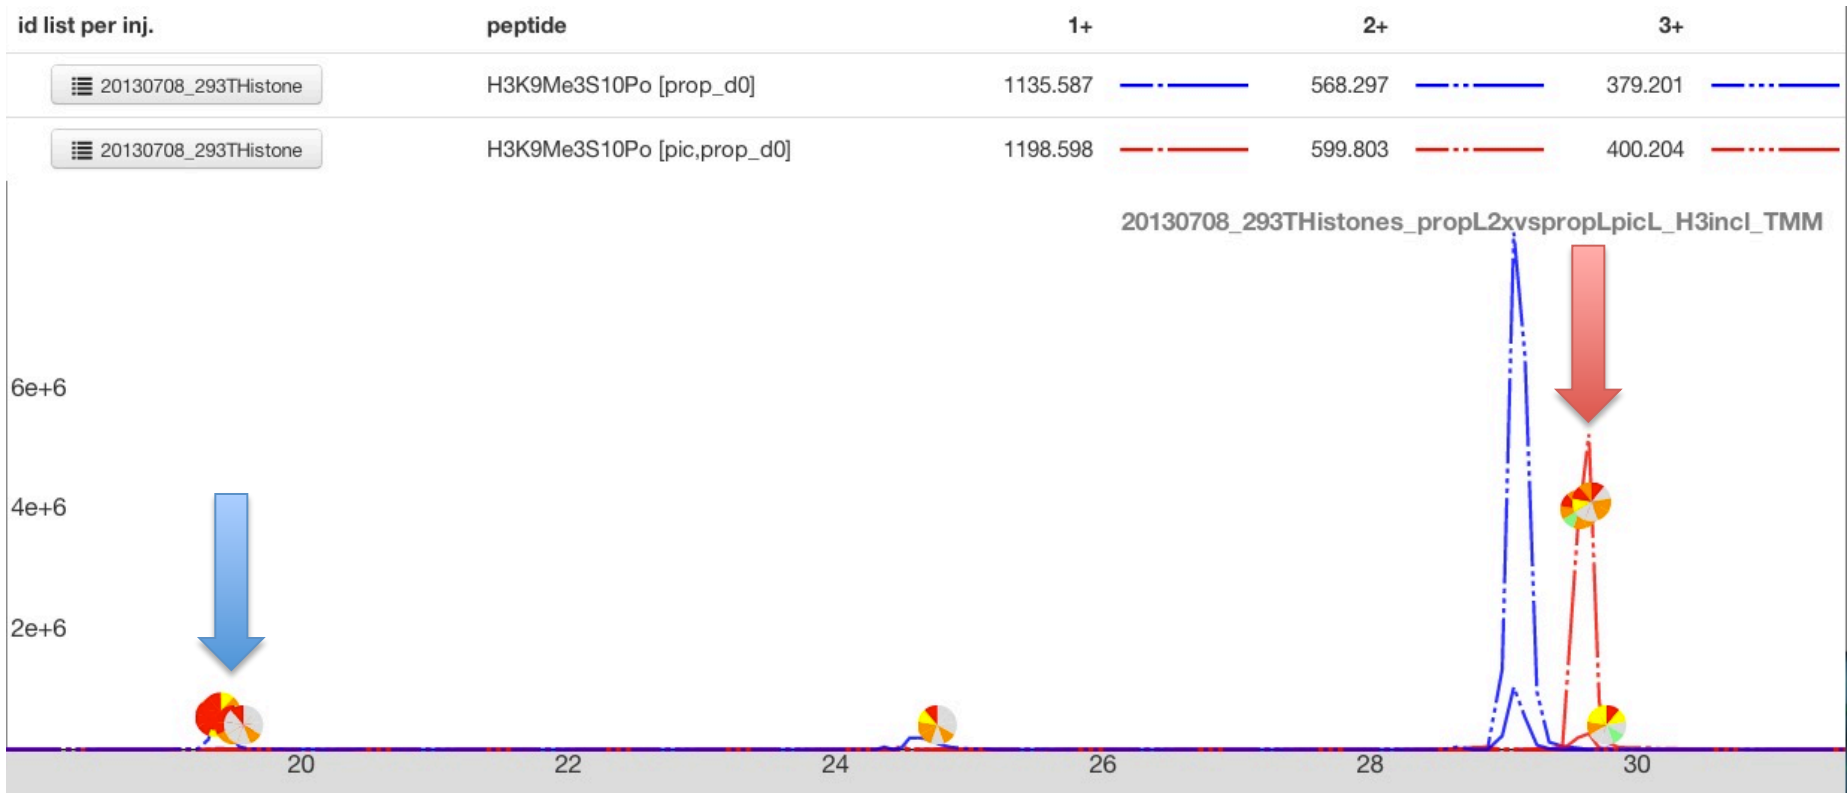 id list per inj. peptide 1+ 2+ 3+
20130708_293THistone H3K9Me3S10Po [prop_d0] 1135.587 568.297 379.201
20130708_293THistone H3K9Me3S10Po [pic,prop_d0] 1198.598 599.803 400.204
20130708_293THistones_propL2xvspropLpicL_H3incl_TMM
6e+6
4e+6
2e+6
20 22 24 26 28 30